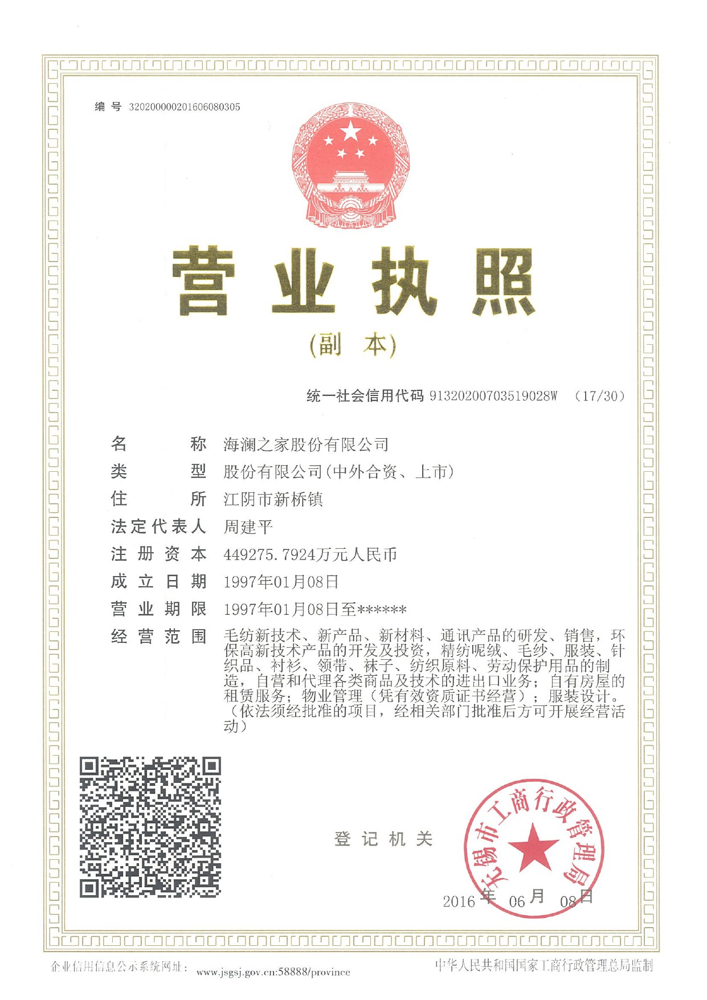 编 号 320200000201606080305
营业执照
(副 本)
统一社会信用代码 91320200703519028W （17/30）
名 称 海澜之家股份有限公司
类 型 股份有限公司(中外合资、上市)
住 所 江阴市新桥镇
法定代表人 周建平
注 册 资 本 449275.7924万元人民币
成 立 日 期 1997年01月08日
营 业 期 限 1997年01月08日至******
经 营 范 围 毛纺新技术、新产品、新材料、通讯产品的研发、销售，环
保高新技术产品的开发及投资，精纺呢绒、毛纱、服装、针
织品、衬衫、领带、袜子、纺织原料、劳动保护用品的制
造，自营和代理各类商品及技术的进出口业务；自有房屋的
租赁服务；物业管理（凭有效资质证书经营）；服装设计。
（依法须经批准的项目，经相关部门批准后方可开展经营活
动）
登 记 机 关
无锡市工商行政管理局
2016 年 06 月 08 日
企业信用信息公示系统网址： www.jsgsj.gov.cn:58888/province
中华人民共和国国家工商行政管理总局监制